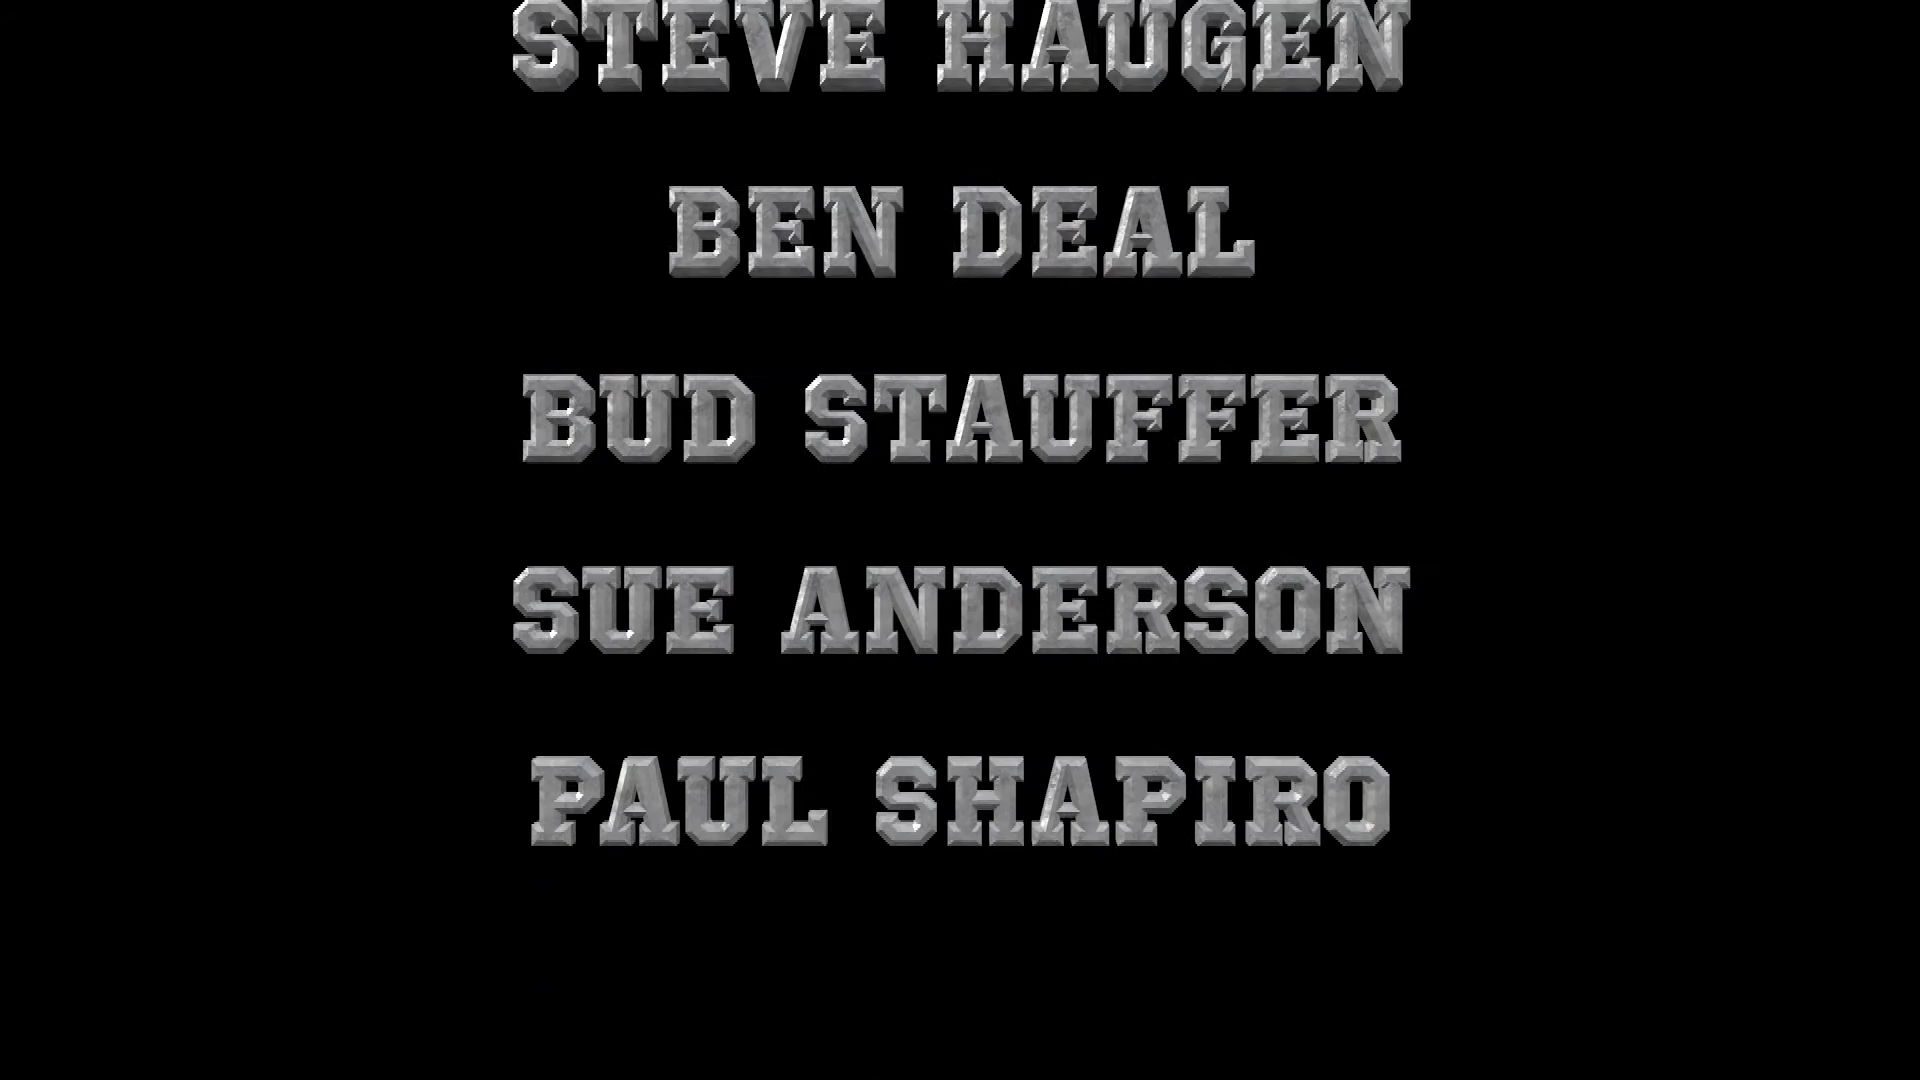 STEVE HAUGEN
BEN DEAL
BUD STAUFFER
SUE ANDERSON
PAUL SHAPIRO